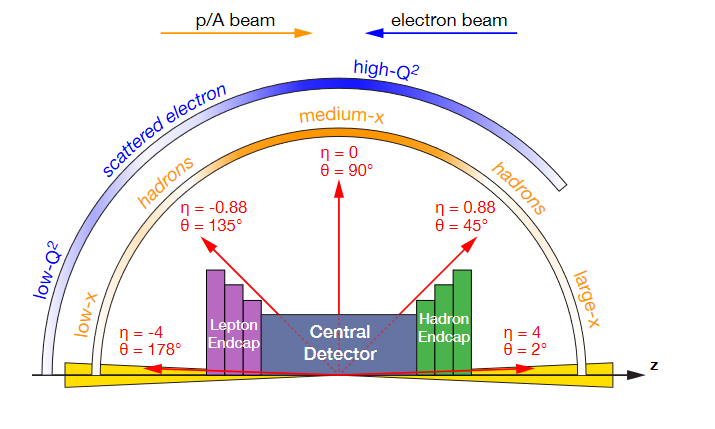 p/A beam
electron beam
high-Q²
scattered electron
medium-x
hadrons
hadrons
η = 0
θ = 90°
η = -0.88
θ = 135°
η = 0.88
θ = 45°
low-Q²
low-x
large-x
η = -4
θ = 178°
Lepton
Endcap
Central
Detector
Hadron
Endcap
η = 4
θ = 2°
z